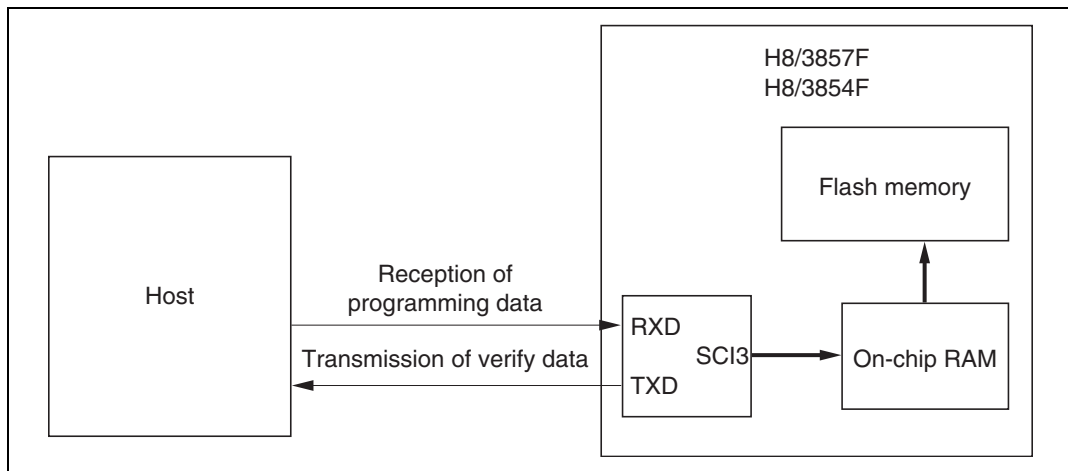 H8/3857F
H8/3854F
Flash memory
Host
Reception of
programming data
RXD
SCI3
On-chip RAM
Transmission of verify data
TXD